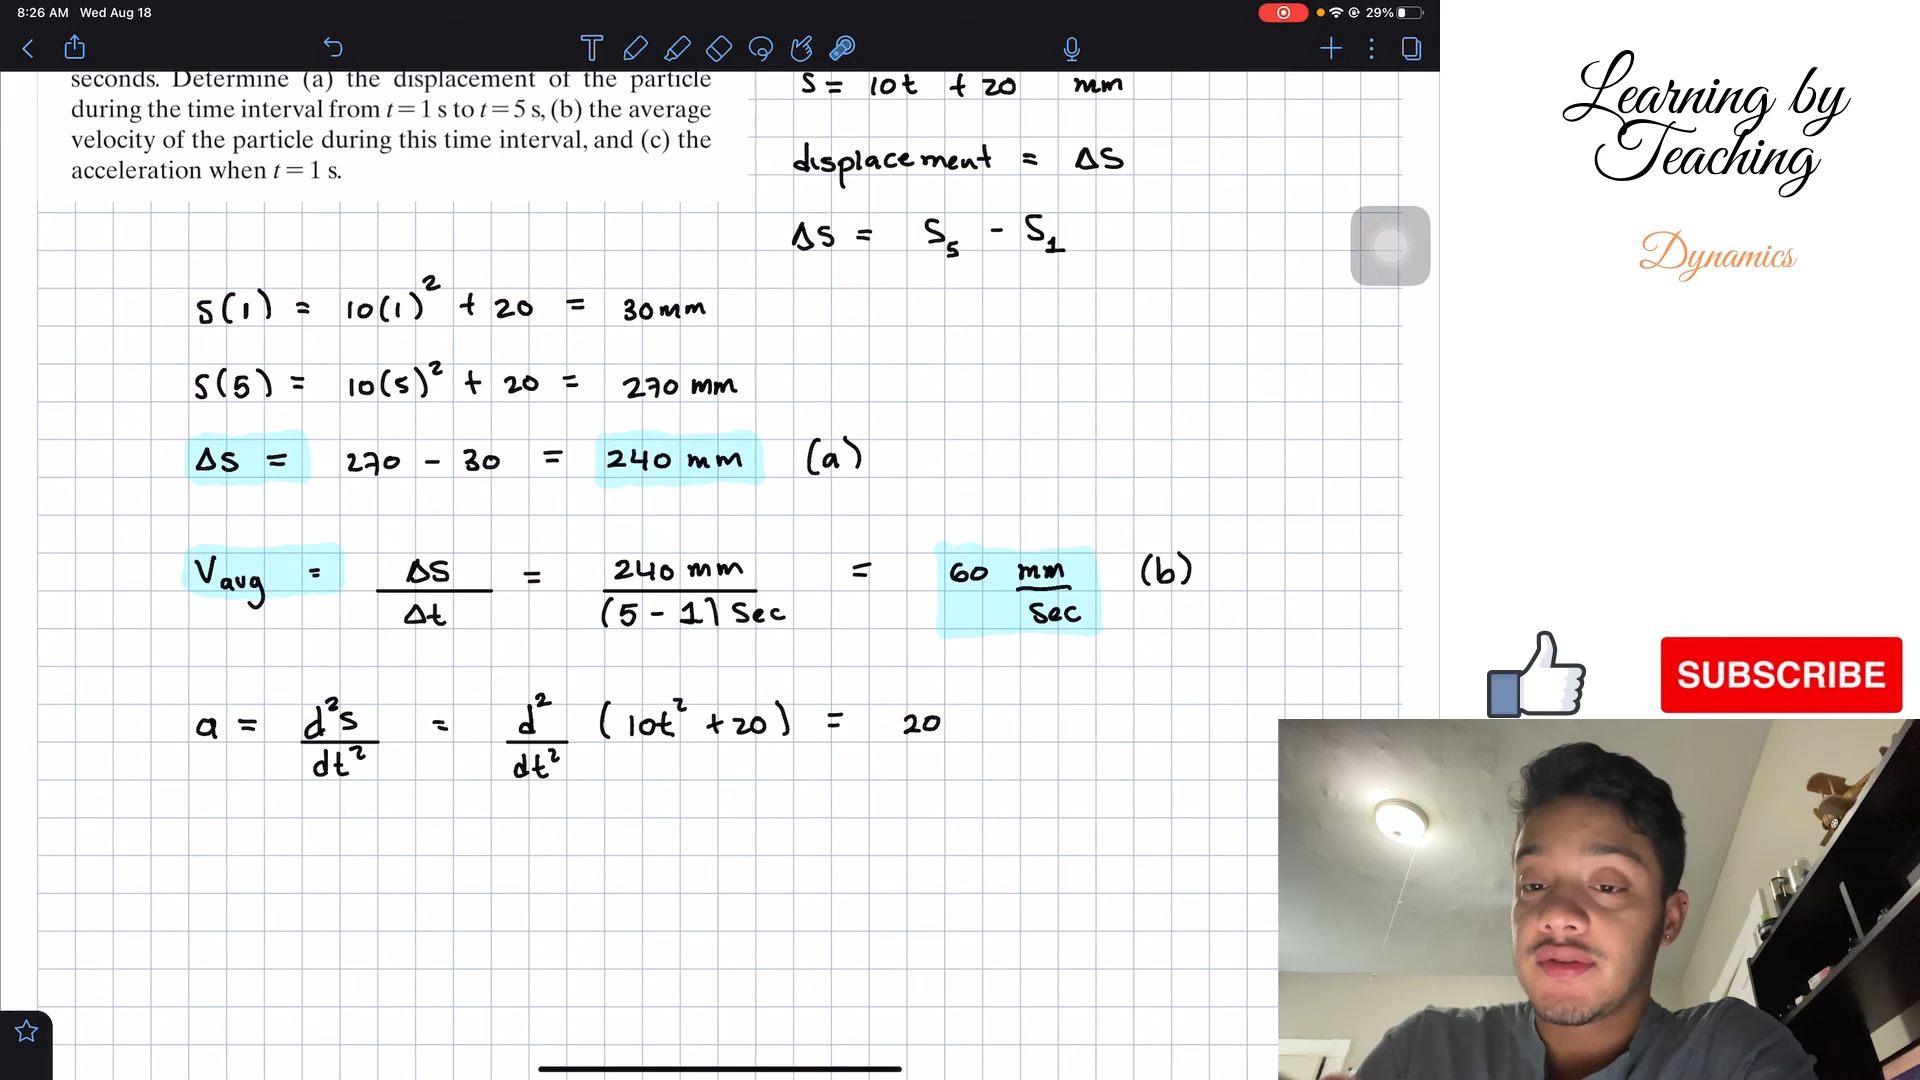 8:26 AM Wed Aug 18
29%
seconds. Determine (a) the displacement of the particle
during the time interval from t = 1 s to t = 5 s, (b) the average
velocity of the particle during this time interval, and (c) the
acceleration when t = 1 s.
S = 10t + 20 mm
displacement = ΔS
ΔS = S₅ - S₁
S(1) = 10(1)² + 20 = 30mm
S(5) = 10(5)² + 20 = 270 mm
ΔS = 270 - 30 = 240 mm (a)
Vavg = ΔS/Δt = 240 mm/(5 - 1) Sec = 60 mm/Sec (b)
a = d²s/dt² = d²/dt² (10t² + 20) = 20
Learning by
Teaching
Dynamics
SUBSCRIBE